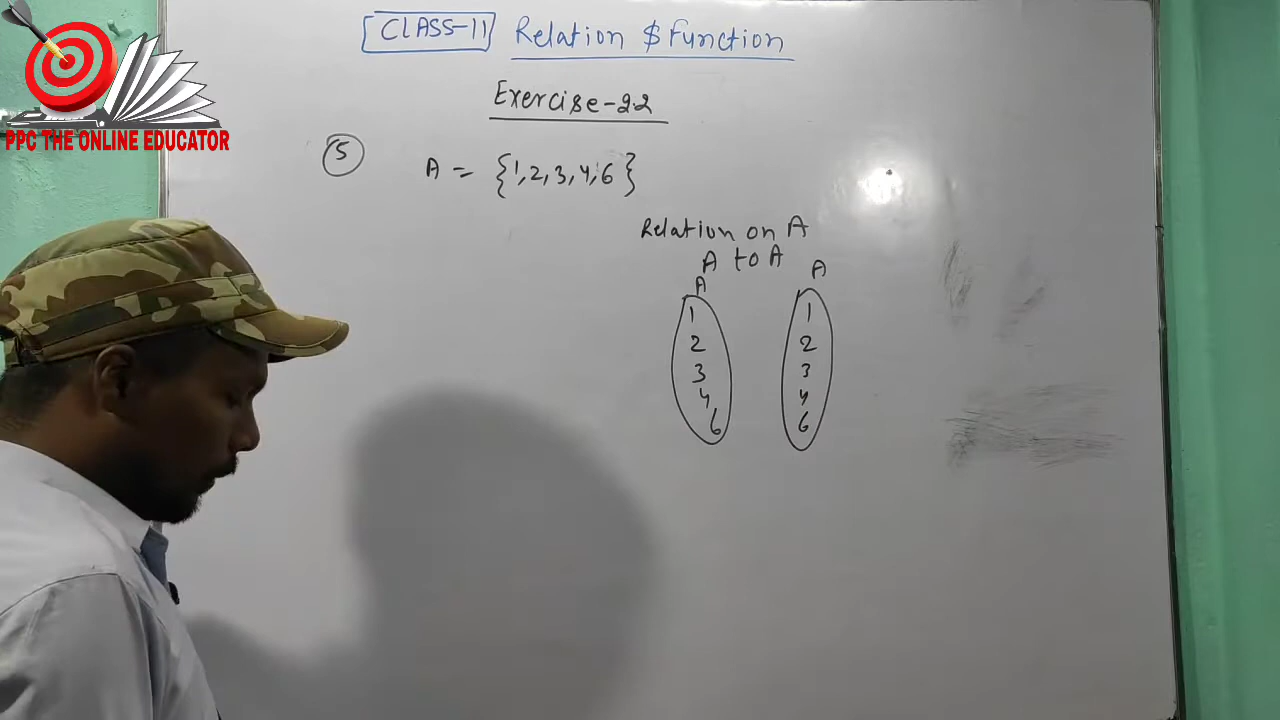 CLASS-11 Relation $ Function
PPC THE ONLINE EDUCATOR
Exercise-2.2
5 A = {1,2,3,4,6}
Relation on A
A to A
A A
1 1
2 2
3 3
4 4
6 6